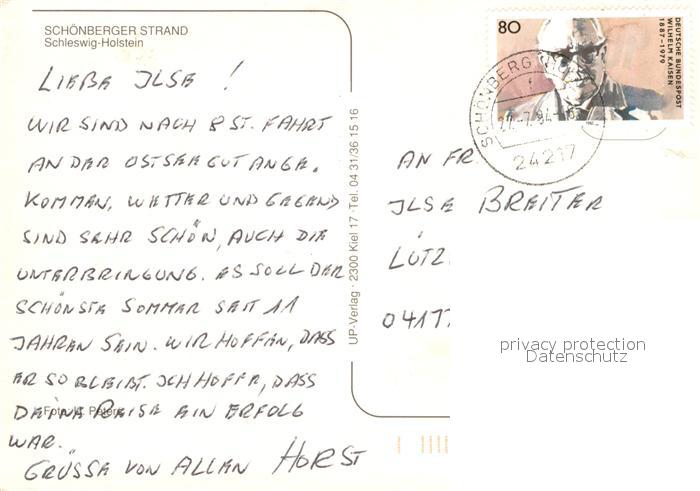 SCHÖNBERGER STRAND
Schleswig-Holstein
LIEBE ILSE !
WIR SIND NACH 8 ST. FAHRT
AN DER OSTSEE GUT ANGE.
KOMMEN. WETTER UND GEGEND
SIND SEHR SCHÖN, AUCH DIE
UNTERBRINGUNG. ES SOLL DER
SCHÖNSTE SOMMER SEIT 11
JAHREN SEIN. WIR HOFFEN, DASS
ER SO BLEIBT. ICH HOFFE, DASS
DEINE REISE EIN ERFOLG
WAR.
GRÜSSE VON ALLEN HORST
UP-Verlag · 2300 Kiel 17 · Tel. 04 31/36 15 16
80
DEUTSCHE BUNDESPOST
WILHELM KAISEN
1887-1979
SCHÖNBERG
24217
AN FR.
ILSE BREITER
LÜTZ
04177
privacy protection
Datenschutz